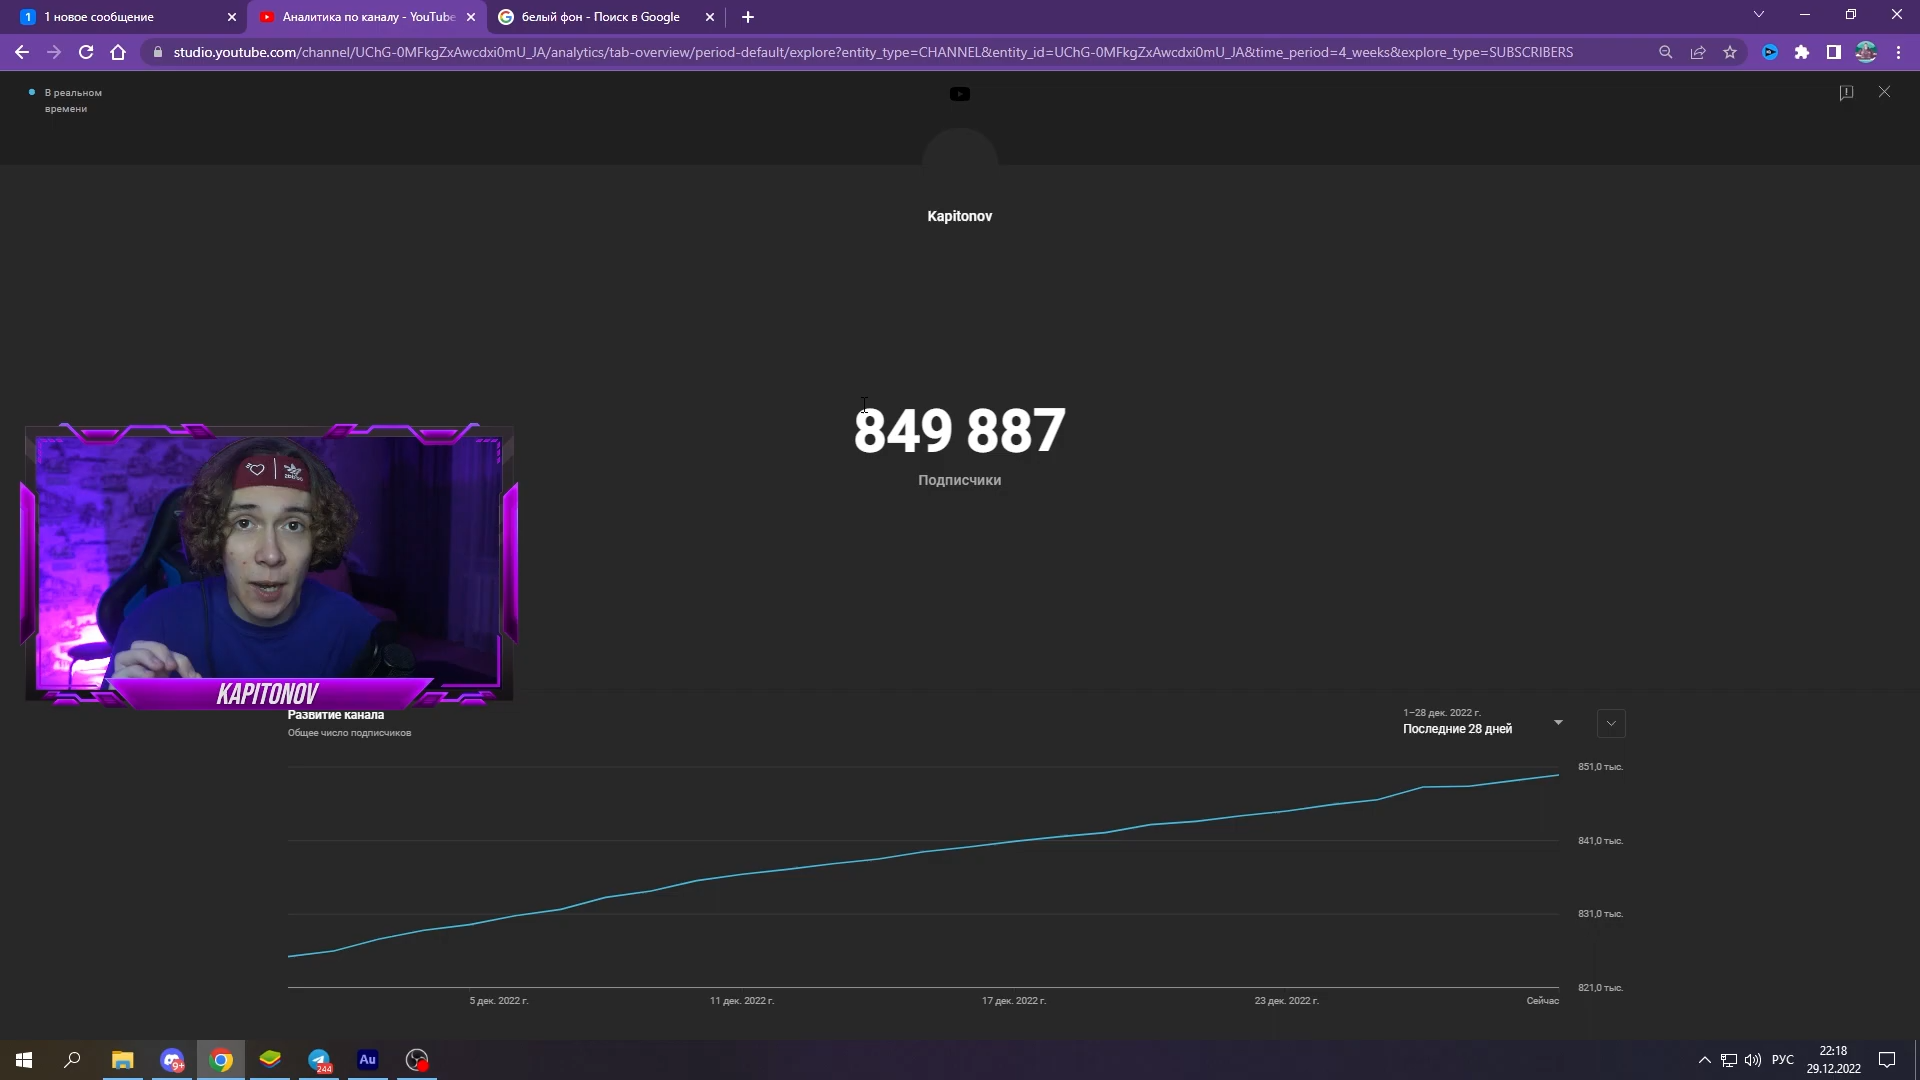 1 новое сообщение
Аналитика по каналу - YouTube
белый фон - Поиск в Google
studio.youtube.com/channel/UChG-0MFkgZxAwcdxi0mU_JA/analytics/tab-overview/period-default/explore?entity_type=CHANNEL&entity_id=UChG-0MFkgZxAwcdxi0mU_JA&time_period=4_weeks&explore_type=SUBSCRIBERS
В реальном
времени
Kapitonov
849 887
Подписчики
KAPITONOV
Развитие канала
Общее число подписчиков
1–28 дек. 2022 г.
Последние 28 дней
851,0 тыс.
841,0 тыс.
831,0 тыс.
821,0 тыс.
5 дек. 2022 г.
11 дек. 2022 г.
17 дек. 2022 г.
23 дек. 2022 г.
Сейчас
9+
244
Au
РУС
22:18
29.12.2022